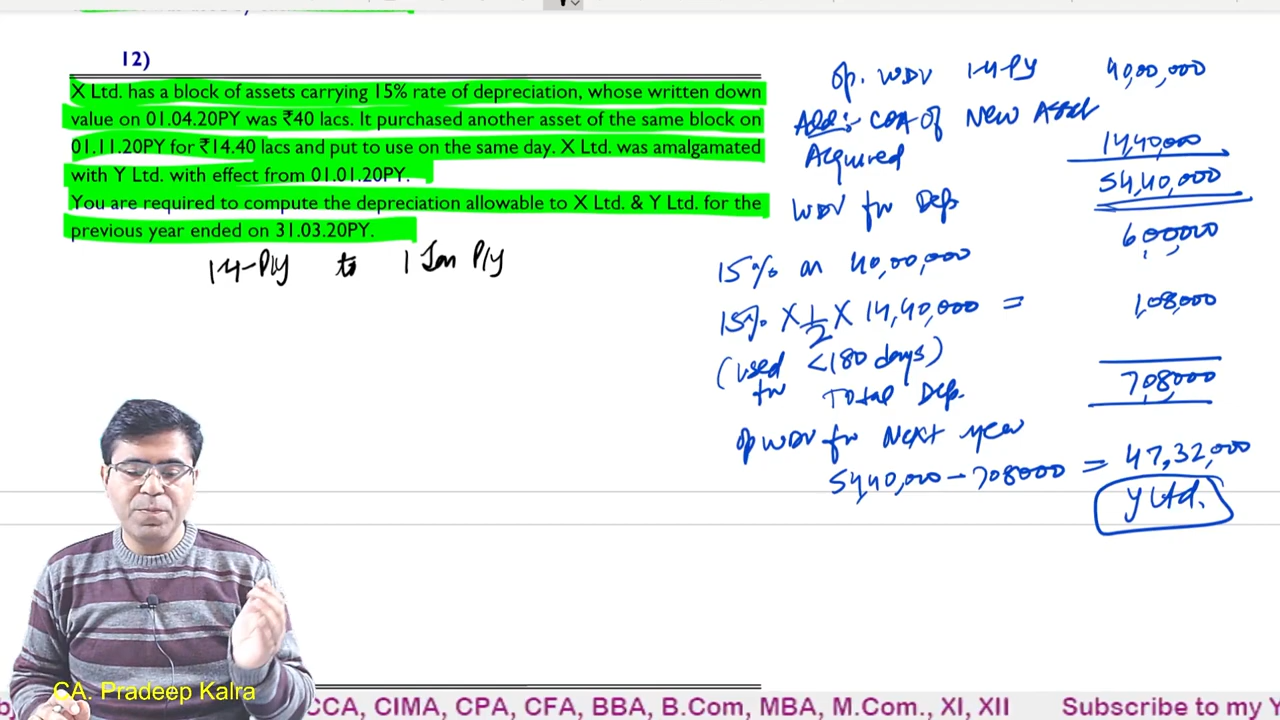 12)
X Ltd. has a block of assets carrying 15% rate of depreciation, whose written down
value on 01.04.20PY was ₹40 lacs. It purchased another asset of the same block on
01.11.20PY for ₹14.40 lacs and put to use on the same day. X Ltd. was amalgamated
with Y Ltd. with effect from 01.01.20PY.
You are required to compute the depreciation allowable to X Ltd. & Y Ltd. for the
previous year ended on 31.03.20PY.
1-4-P/Y to 1 Jan P/Y
Op. WDV 1-4-PY 40,00,000
Add:- Cost of New Asset
Acquired 14,40,000
54,40,000
WDV for Dep.
15% on 40,00,000 6,00,000
15% X 1/2 X 14,40,000 = 1,08,000
(used <180 days)
for Total Dep. 7,08,000
Op WDV for Next year
54,40,000 - 708000 = 47,32,000
Y Ltd.
CA. Pradeep Kalra
CCA, CIMA, CPA, CFA, BBA, B.Com, MBA, M.Com., XI, XII Subscribe to my Y